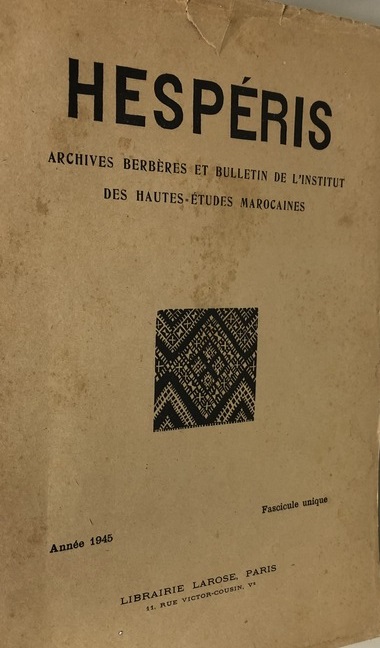 HESPÉRIS
ARCHIVES BERBÈRES ET BULLETIN DE L'INSTITUT
DES HAUTES-ÉTUDES MAROCAINES
Fascicule unique
Année 1945
LIBRAIRIE LAROSE, PARIS
11, RUE VICTOR-COUSIN, Vᵉ